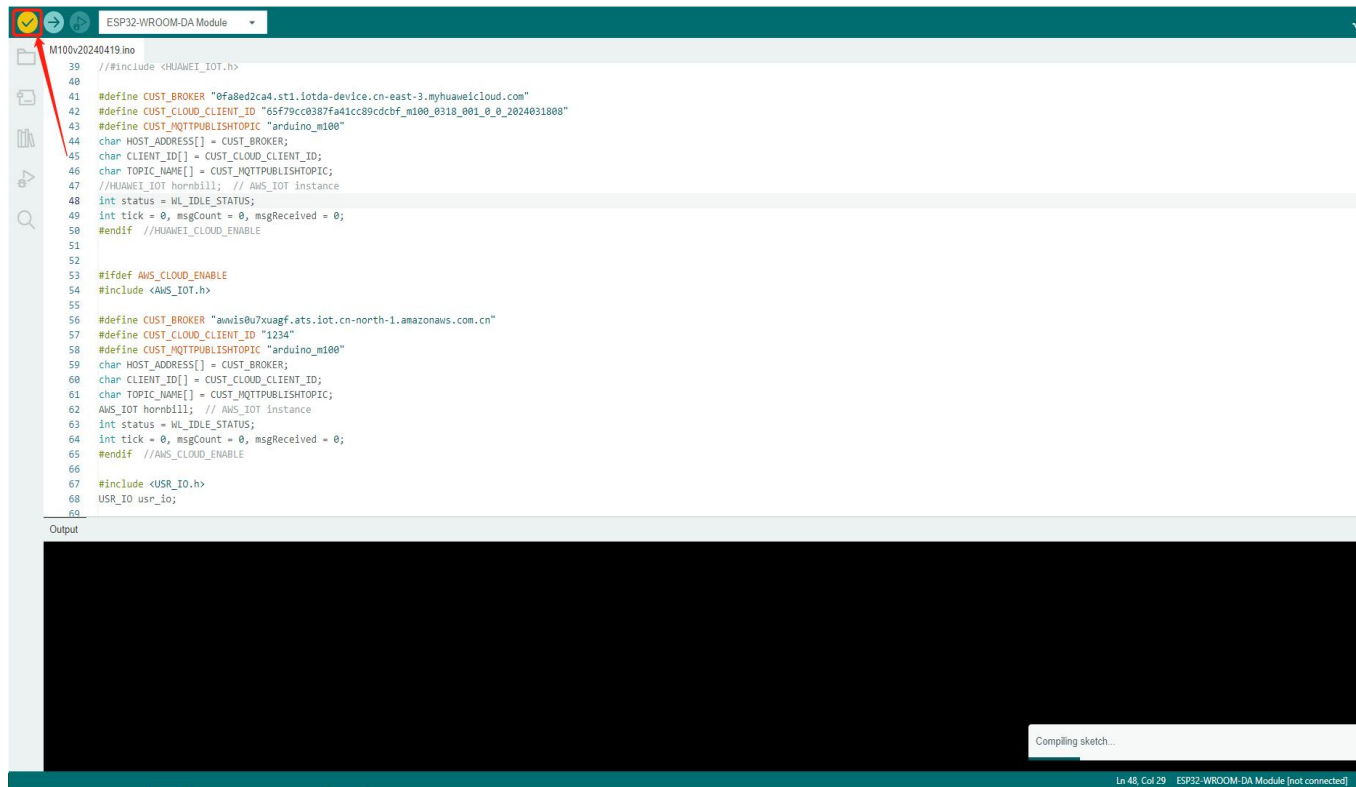 ESP32-WROOM-DA Module
M100v20240419.ino
39 //#include <HUAWEI_IOT.h>
40
41 #define CUST_BROKER "0fa8ed2ca4.st1.iotda-device.cn-east-3.myhuaweicloud.com"
42 #define CUST_CLOUD_CLIENT_ID "65f79cc0387fa41cc89cdcbf_m100_0318_001_0_0_2024031808"
43 #define CUST_MQTTPUBLISHTOPIC "arduino_m100"
44 char HOST_ADDRESS[] = CUST_BROKER;
45 char CLIENT_ID[] = CUST_CLOUD_CLIENT_ID;
46 char TOPIC_NAME[] = CUST_MQTTPUBLISHTOPIC;
47 //HUAWEI_IOT hornbill; // AWS_IOT instance
48 int status = WL_IDLE_STATUS;
49 int tick = 0, msgCount = 0, msgReceived = 0;
50 #endif //HUAWEI_CLOUD_ENABLE
51
52
53 #ifdef AWS_CLOUD_ENABLE
54 #include <AWS_IOT.h>
55
56 #define CUST_BROKER "awwis0u7xuagf.ats.iot.cn-north-1.amazonaws.com.cn"
57 #define CUST_CLOUD_CLIENT_ID "1234"
58 #define CUST_MQTTPUBLISHTOPIC "arduino_m100"
59 char HOST_ADDRESS[] = CUST_BROKER;
60 char CLIENT_ID[] = CUST_CLOUD_CLIENT_ID;
61 char TOPIC_NAME[] = CUST_MQTTPUBLISHTOPIC;
62 AWS_IOT hornbill; // AWS_IOT instance
63 int status = WL_IDLE_STATUS;
64 int tick = 0, msgCount = 0, msgReceived = 0;
65 #endif //AWS_CLOUD_ENABLE
66
67 #include <USR_IO.h>
68 USR_IO usr_io;
69
Output
Compiling sketch...
Ln 48, Col 29 ESP32-WROOM-DA Module [not connected]